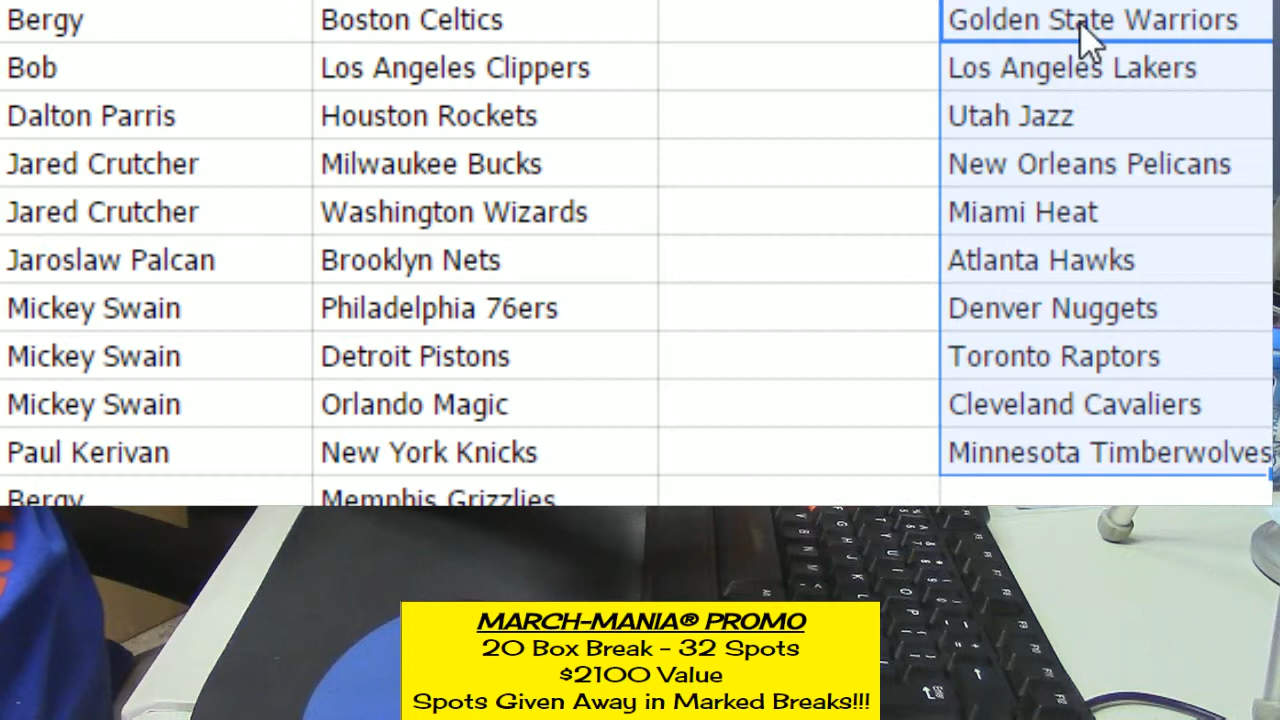 Bergy Boston Celtics Golden State Warriors
Bob Los Angeles Clippers Los Angeles Lakers
Dalton Parris Houston Rockets Utah Jazz
Jared Crutcher Milwaukee Bucks New Orleans Pelicans
Jared Crutcher Washington Wizards Miami Heat
Jaroslaw Palcan Brooklyn Nets Atlanta Hawks
Mickey Swain Philadelphia 76ers Denver Nuggets
Mickey Swain Detroit Pistons Toronto Raptors
Mickey Swain Orlando Magic Cleveland Cavaliers
Paul Kerivan New York Knicks Minnesota Timberwolves
Bergy Memphis Grizzlies
MARCH-MANIA® PROMO
20 Box Break - 32 Spots
$2100 Value
Spots Given Away in Marked Breaks!!!